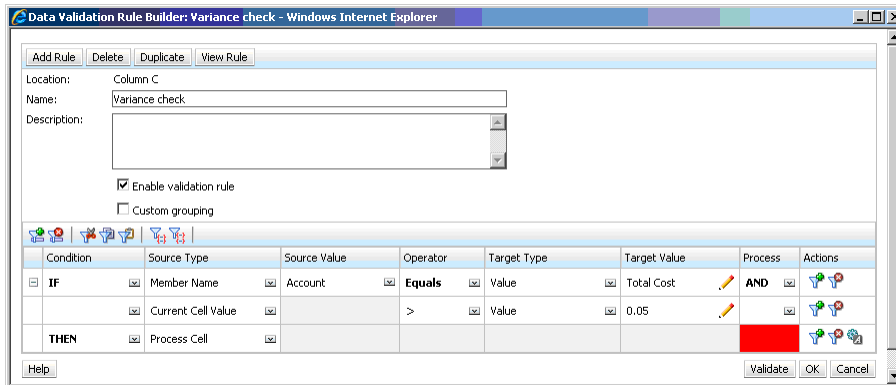 Data Validation Rule Builder: Variance check - Windows Internet Explorer
Add Rule Delete Duplicate View Rule
Location: Column C
Name: Variance check
Description:
Enable validation rule
Custom grouping
Condition Source Type Source Value Operator Target Type Target Value Process Actions
IF Member Name Account Equals Value Total Cost AND
Current Cell Value > Value 0.05
THEN Process Cell
Help Validate OK Cancel